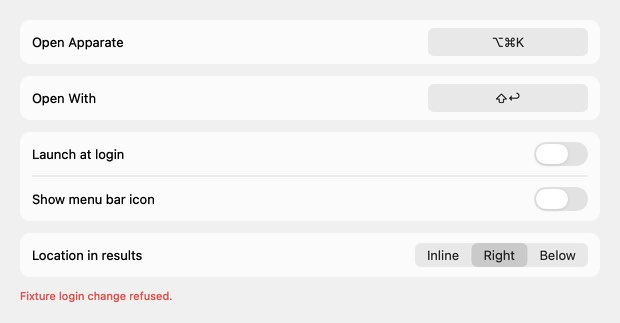 Open Apparate ⌥⌘K
Open With ⇧↩
Launch at login
Show menu bar icon
Location in results Inline Right Below
Fixture login change refused.